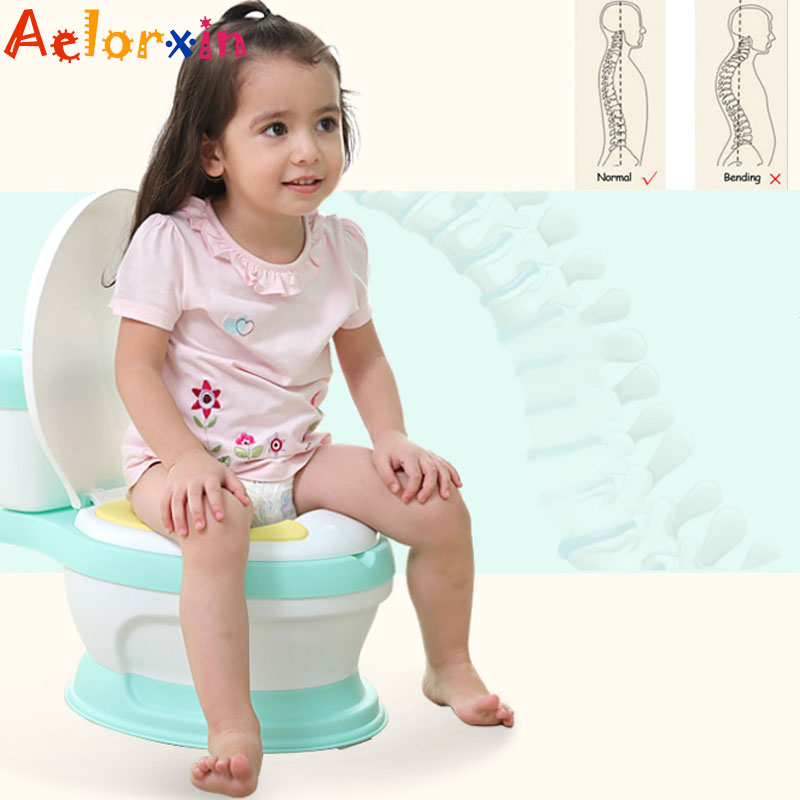 Aelorxin
Normal ✓
Bending ✗